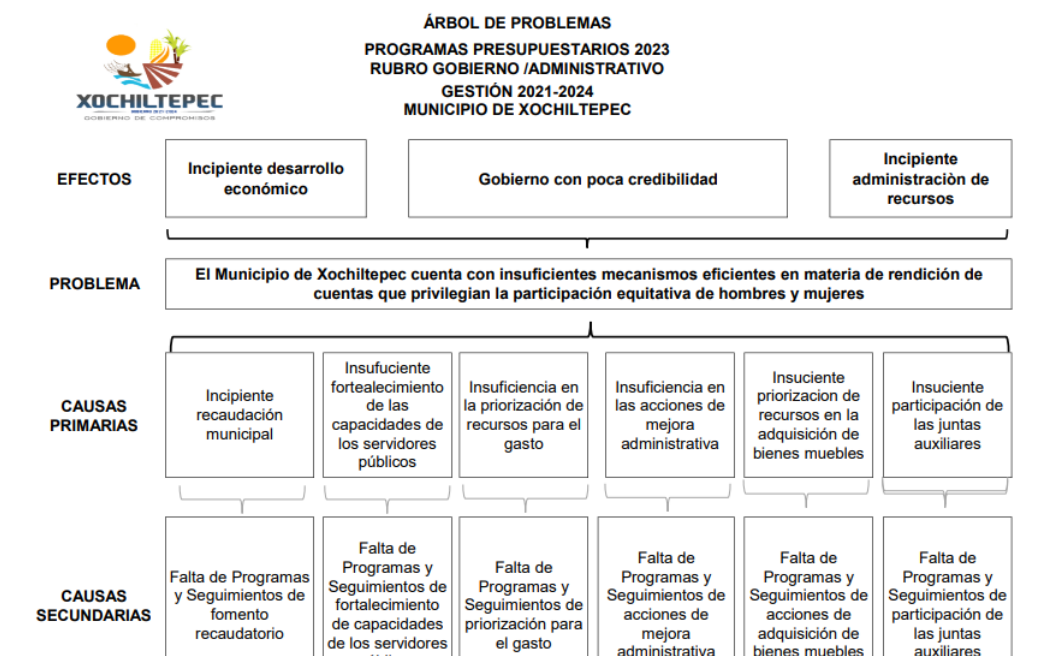 ÁRBOL DE PROBLEMAS
PROGRAMAS PRESUPUESTARIOS 2023
RUBRO GOBIERNO /ADMINISTRATIVO
GESTIÓN 2021-2024
MUNICIPIO DE XOCHILTEPEC
XOCHILTEPEC
GOBIERNO DE COMPROMISOS
EFECTOS
Incipiente desarrollo
económico
Gobierno con poca credibilidad
Incipiente
administraciòn de
recursos
PROBLEMA
El Municipio de Xochiltepec cuenta con insuficientes mecanismos eficientes en materia de rendición de
cuentas que privilegian la participación equitativa de hombres y mujeres
CAUSAS
PRIMARIAS
Incipiente
recaudación
municipal
Insufuciente
fortealecimiento
de las
capacidades de
los servidores
públicos
Insuficiencia en
la priorización de
recursos para el
gasto
Insuficiencia en
las acciones de
mejora
administrativa
Insuciente
priorizacion de
recursos en la
adquisición de
bienes muebles
Insuciente
participación de
las juntas
auxiliares
CAUSAS
SECUNDARIAS
Falta de Programas
y Seguimientos de
fomento
recaudatorio
Falta de
Programas y
Seguimientos de
fortalecimiento
de capacidades
de los servidores
Falta de
Programas y
Seguimientos de
priorización para
el gasto
Falta de
Programas y
Seguimientos de
acciones de
mejora
administrativa
Falta de
Programas y
Seguimientos de
acciones de
adquisición de
bienes muebles
Falta de
Programas y
Seguimientos de
participación de
las juntas
auxiliares